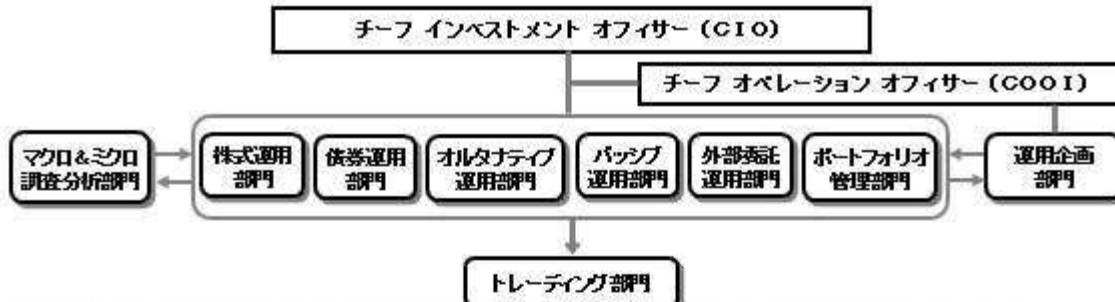 チーフ インベストメント オフィサー (CIO)
チーフ オペレーション オフィサー (COOI)
マクロ&ミクロ
調査分析部門
株式運用
部門
債券運用
部門
オルタナティブ
運用部門
パッシブ
運用部門
外部委託
運用部門
ポートフォリオ
管理部門
運用企画
部門
トレーディング部門